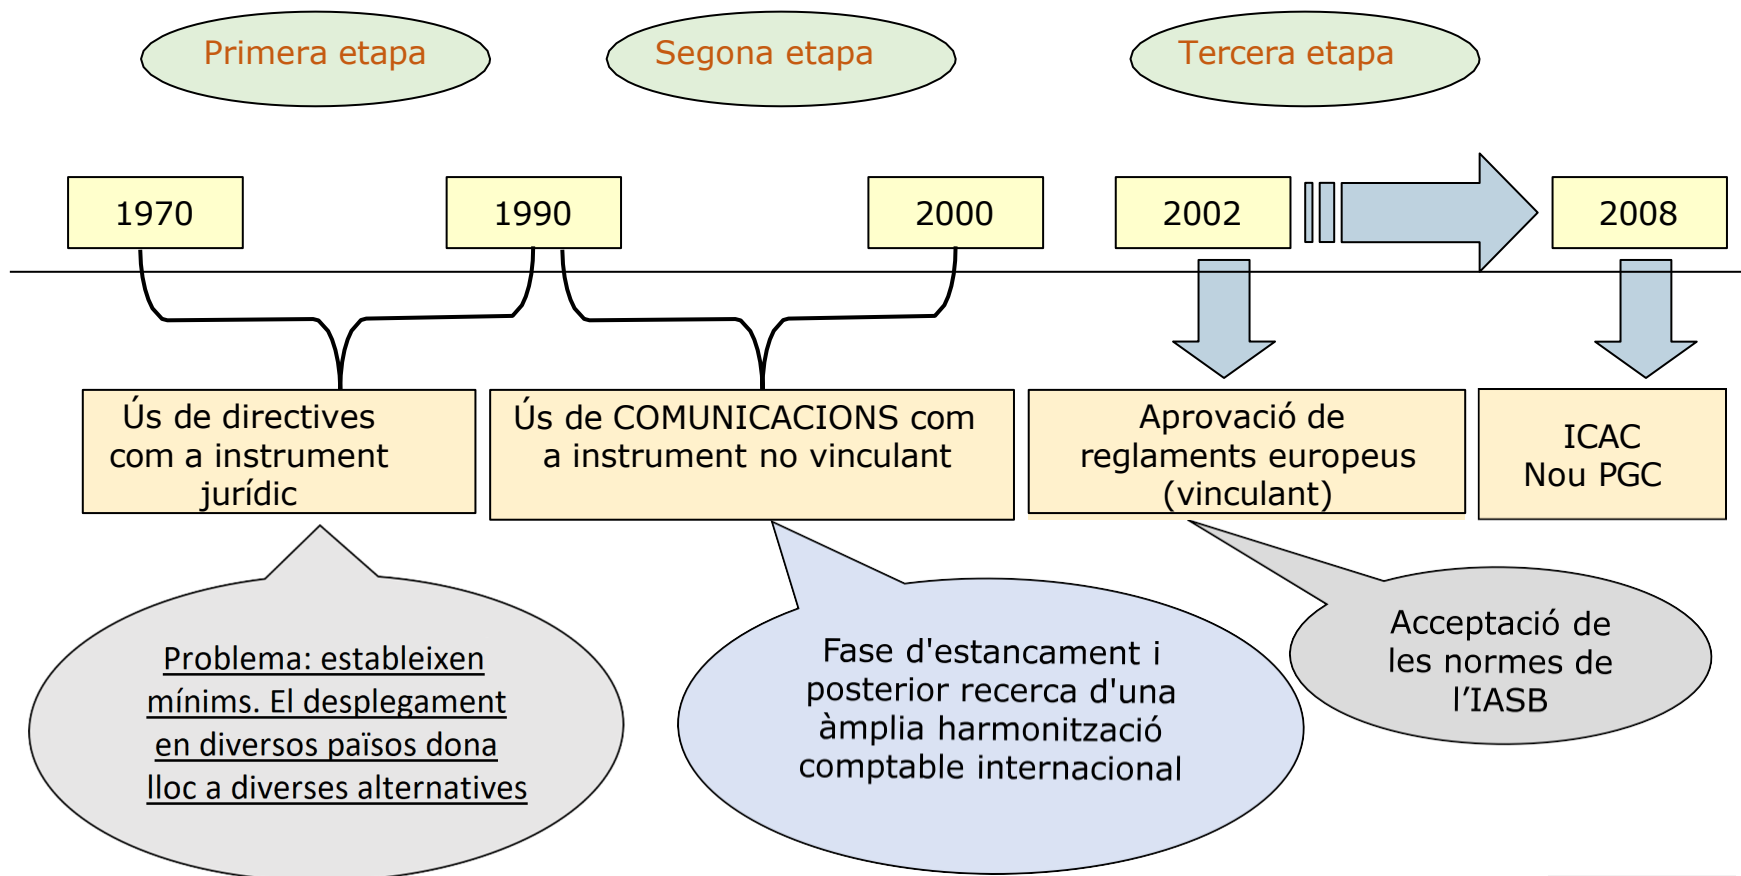 Primera etapa
Segona etapa
Tercera etapa
1970
1990
2000
2002
2008
Ús de directives
com a instrument
jurídic
Ús de COMUNICACIONS com
a instrument no vinculant
Aprovació de
reglaments europeus
(vinculant)
ICAC
Nou PGC
Problema: estableixen
mínims. El desplegament
en diversos països dona
lloc a diverses alternatives
Fase d'estancament i
posterior recerca d'una
àmplia harmonització
comptable internacional
Acceptació de
les normes de
l’IASB